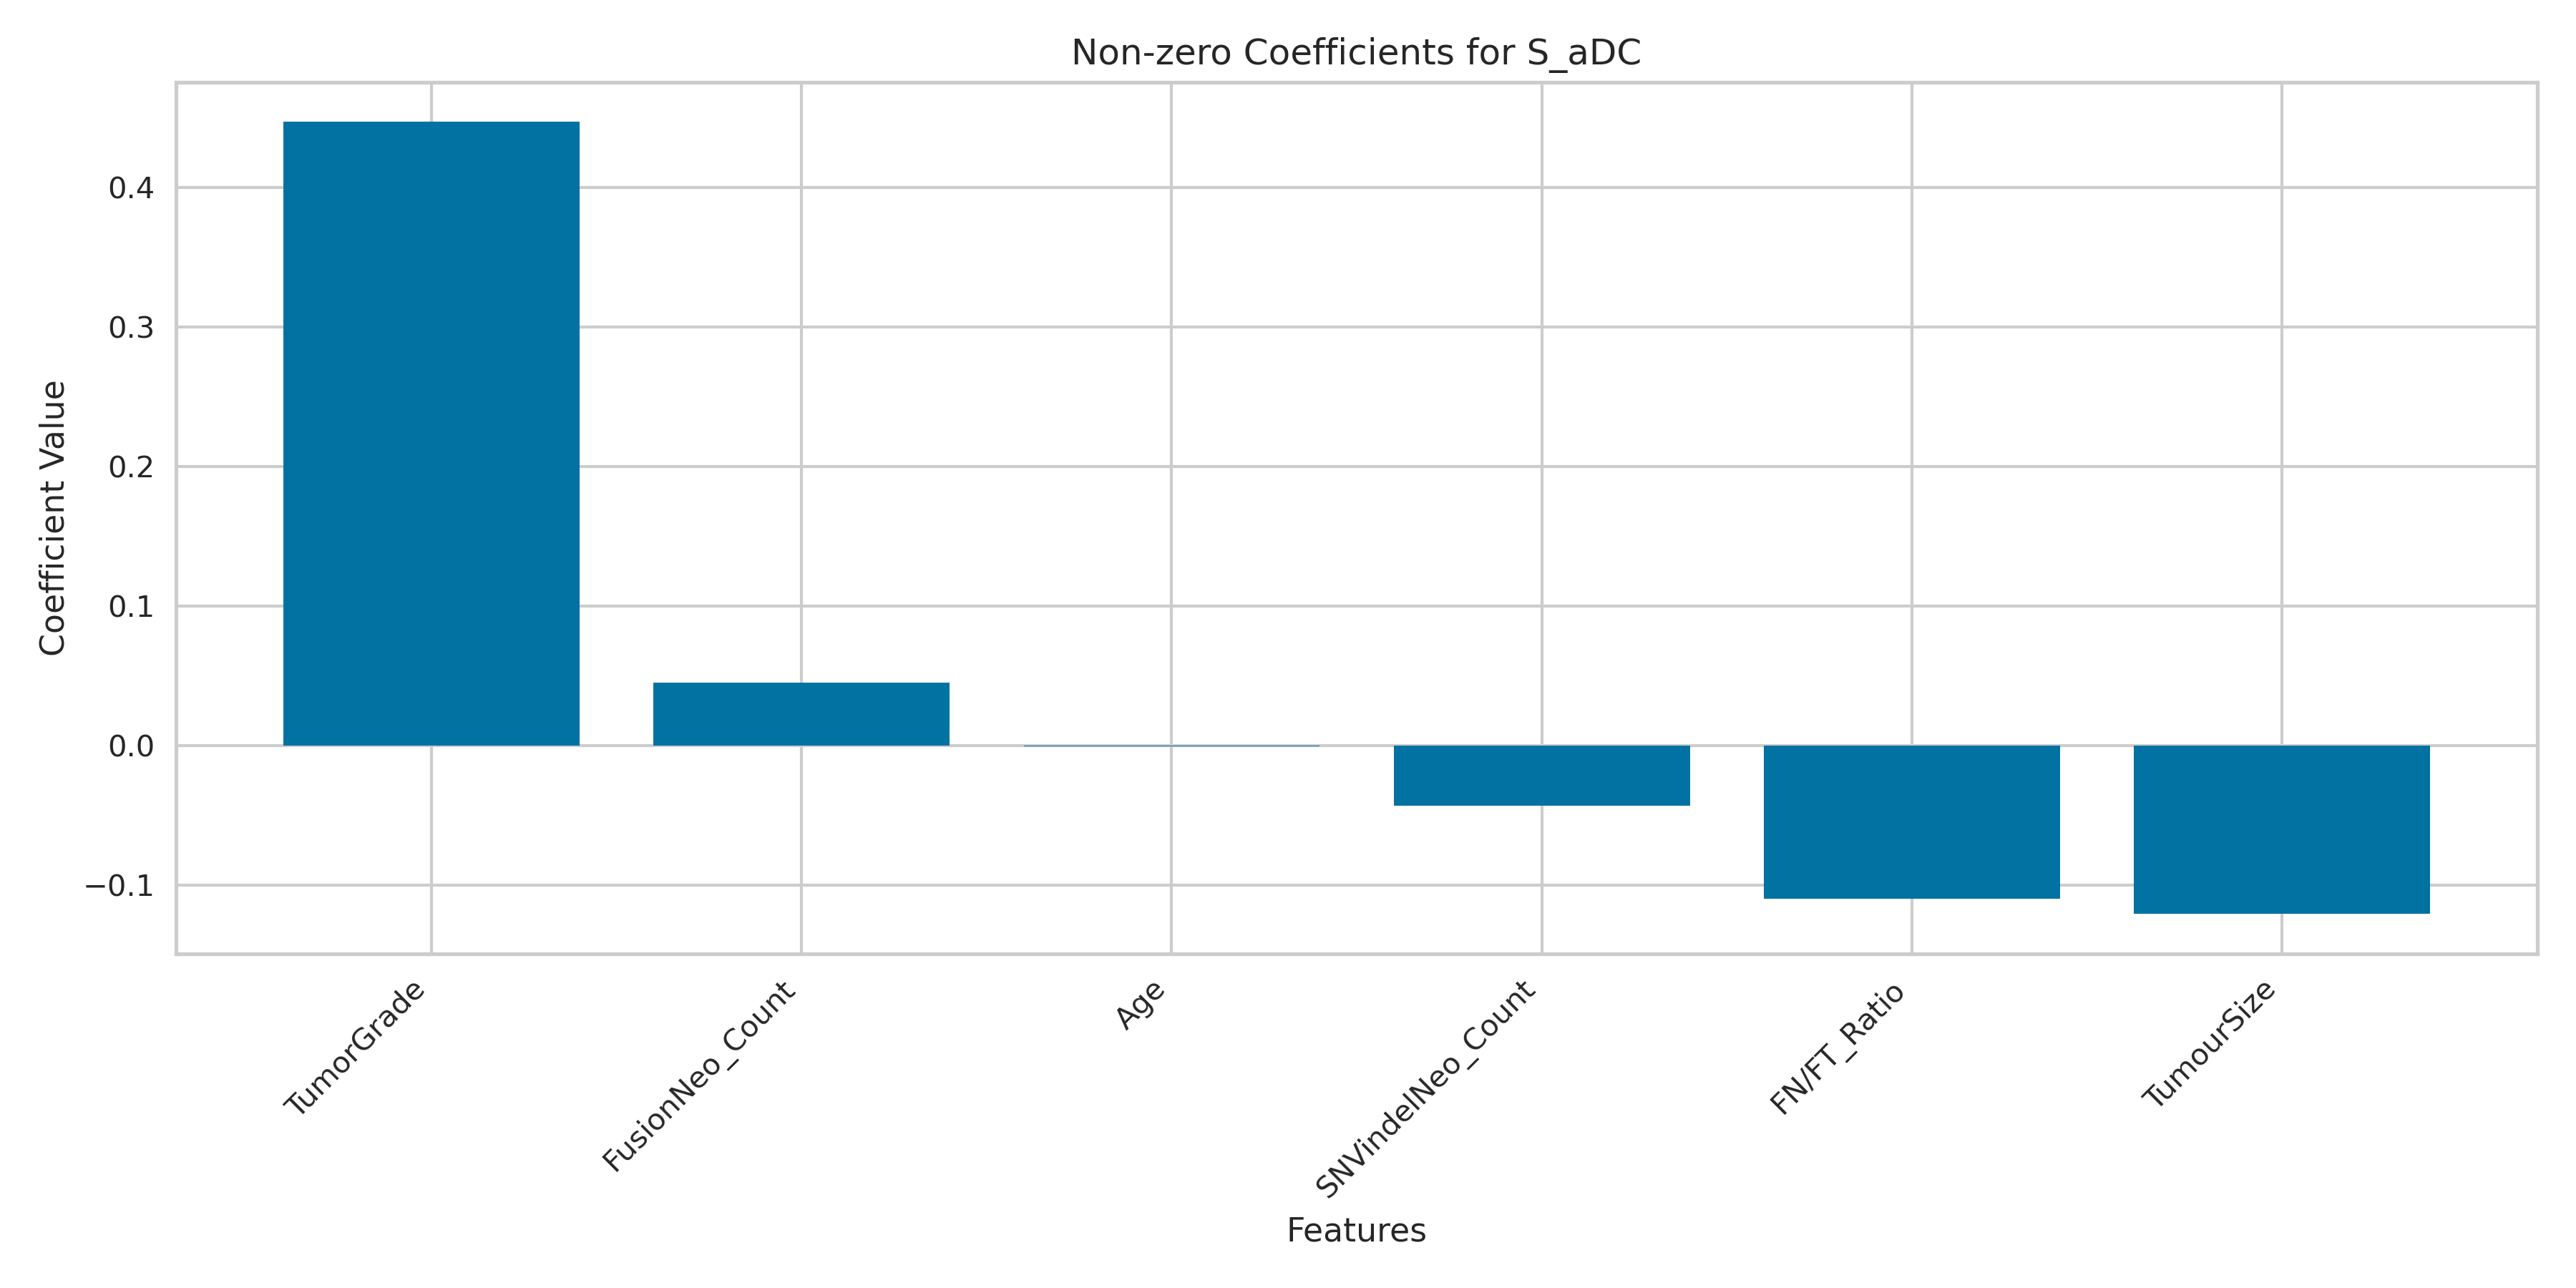 Non-zero Coefficients for S_aDC
Coefficient Value
0.4
0.3
0.2
0.1
0.0
−0.1
TumorGrade
FusionNeo_Count
Age
SNVindelNeo_Count
FN/FT_Ratio
TumourSize
Features